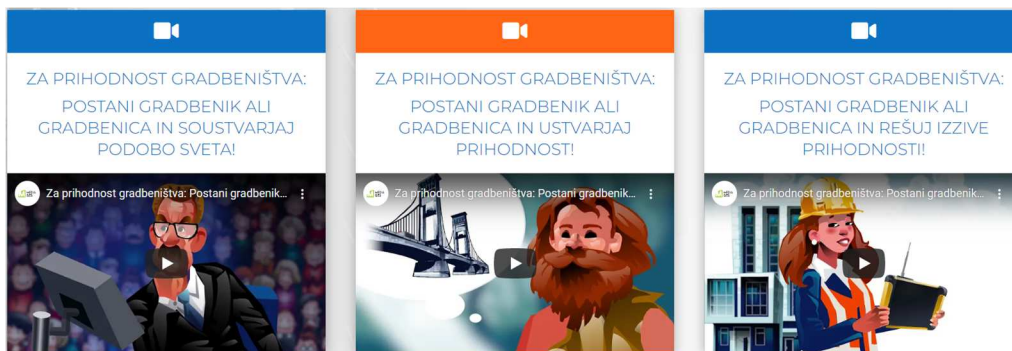 ZA PRIHODNOST GRADBENIŠTVA:
POSTANI GRADBENIK ALI
GRADBENICA IN SOUSTVARJAJ
PODOBO SVETA!
Za prihodnost gradbeništva: Postani gradbenik...
ZA PRIHODNOST GRADBENIŠTVA:
POSTANI GRADBENIK ALI
GRADBENICA IN USTVARJAJ
PRIHODNOST!
Za prihodnost gradbeništva: Postani gradbenik...
ZA PRIHODNOST GRADBENIŠTVA:
POSTANI GRADBENIK ALI
GRADBENICA IN REŠUJ IZZIVE
PRIHODNOSTI!
Za prihodnost gradbeništva: Postani gradbenik...